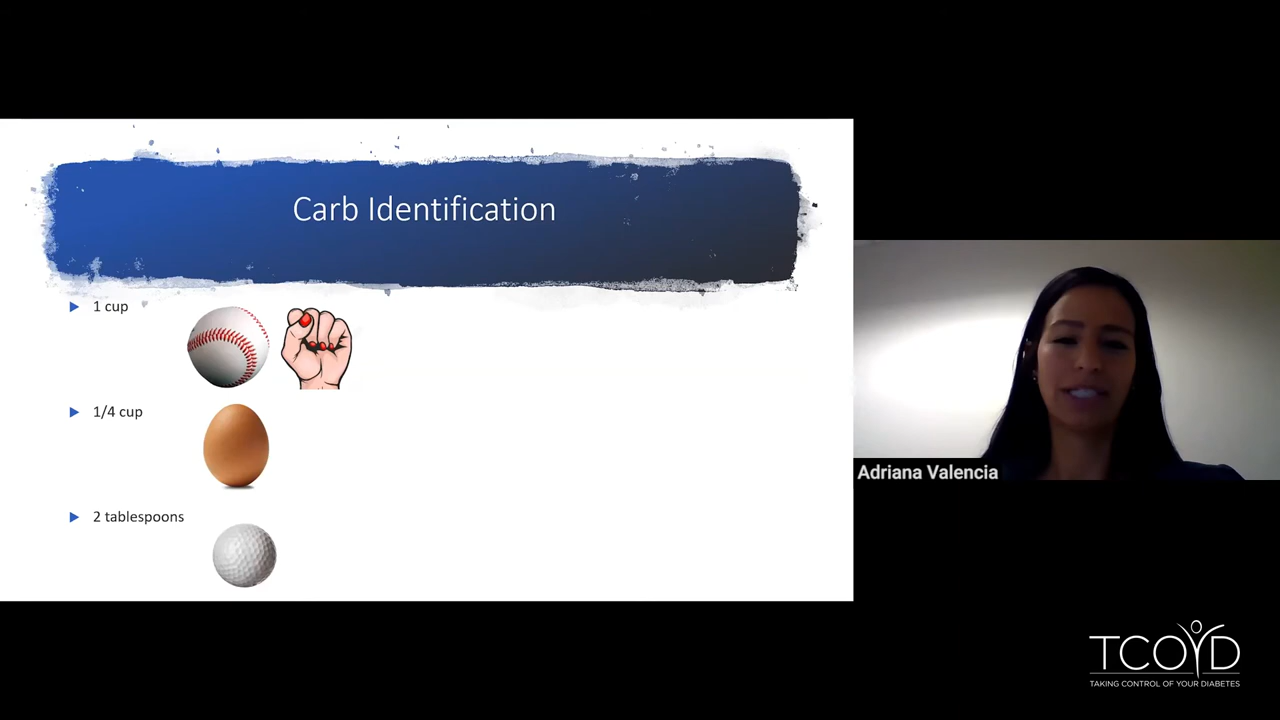 Carb Identification
1 cup
1/4 cup
2 tablespoons
Adriana Valencia
TCOYD
TAKING CONTROL OF YOUR DIABETES